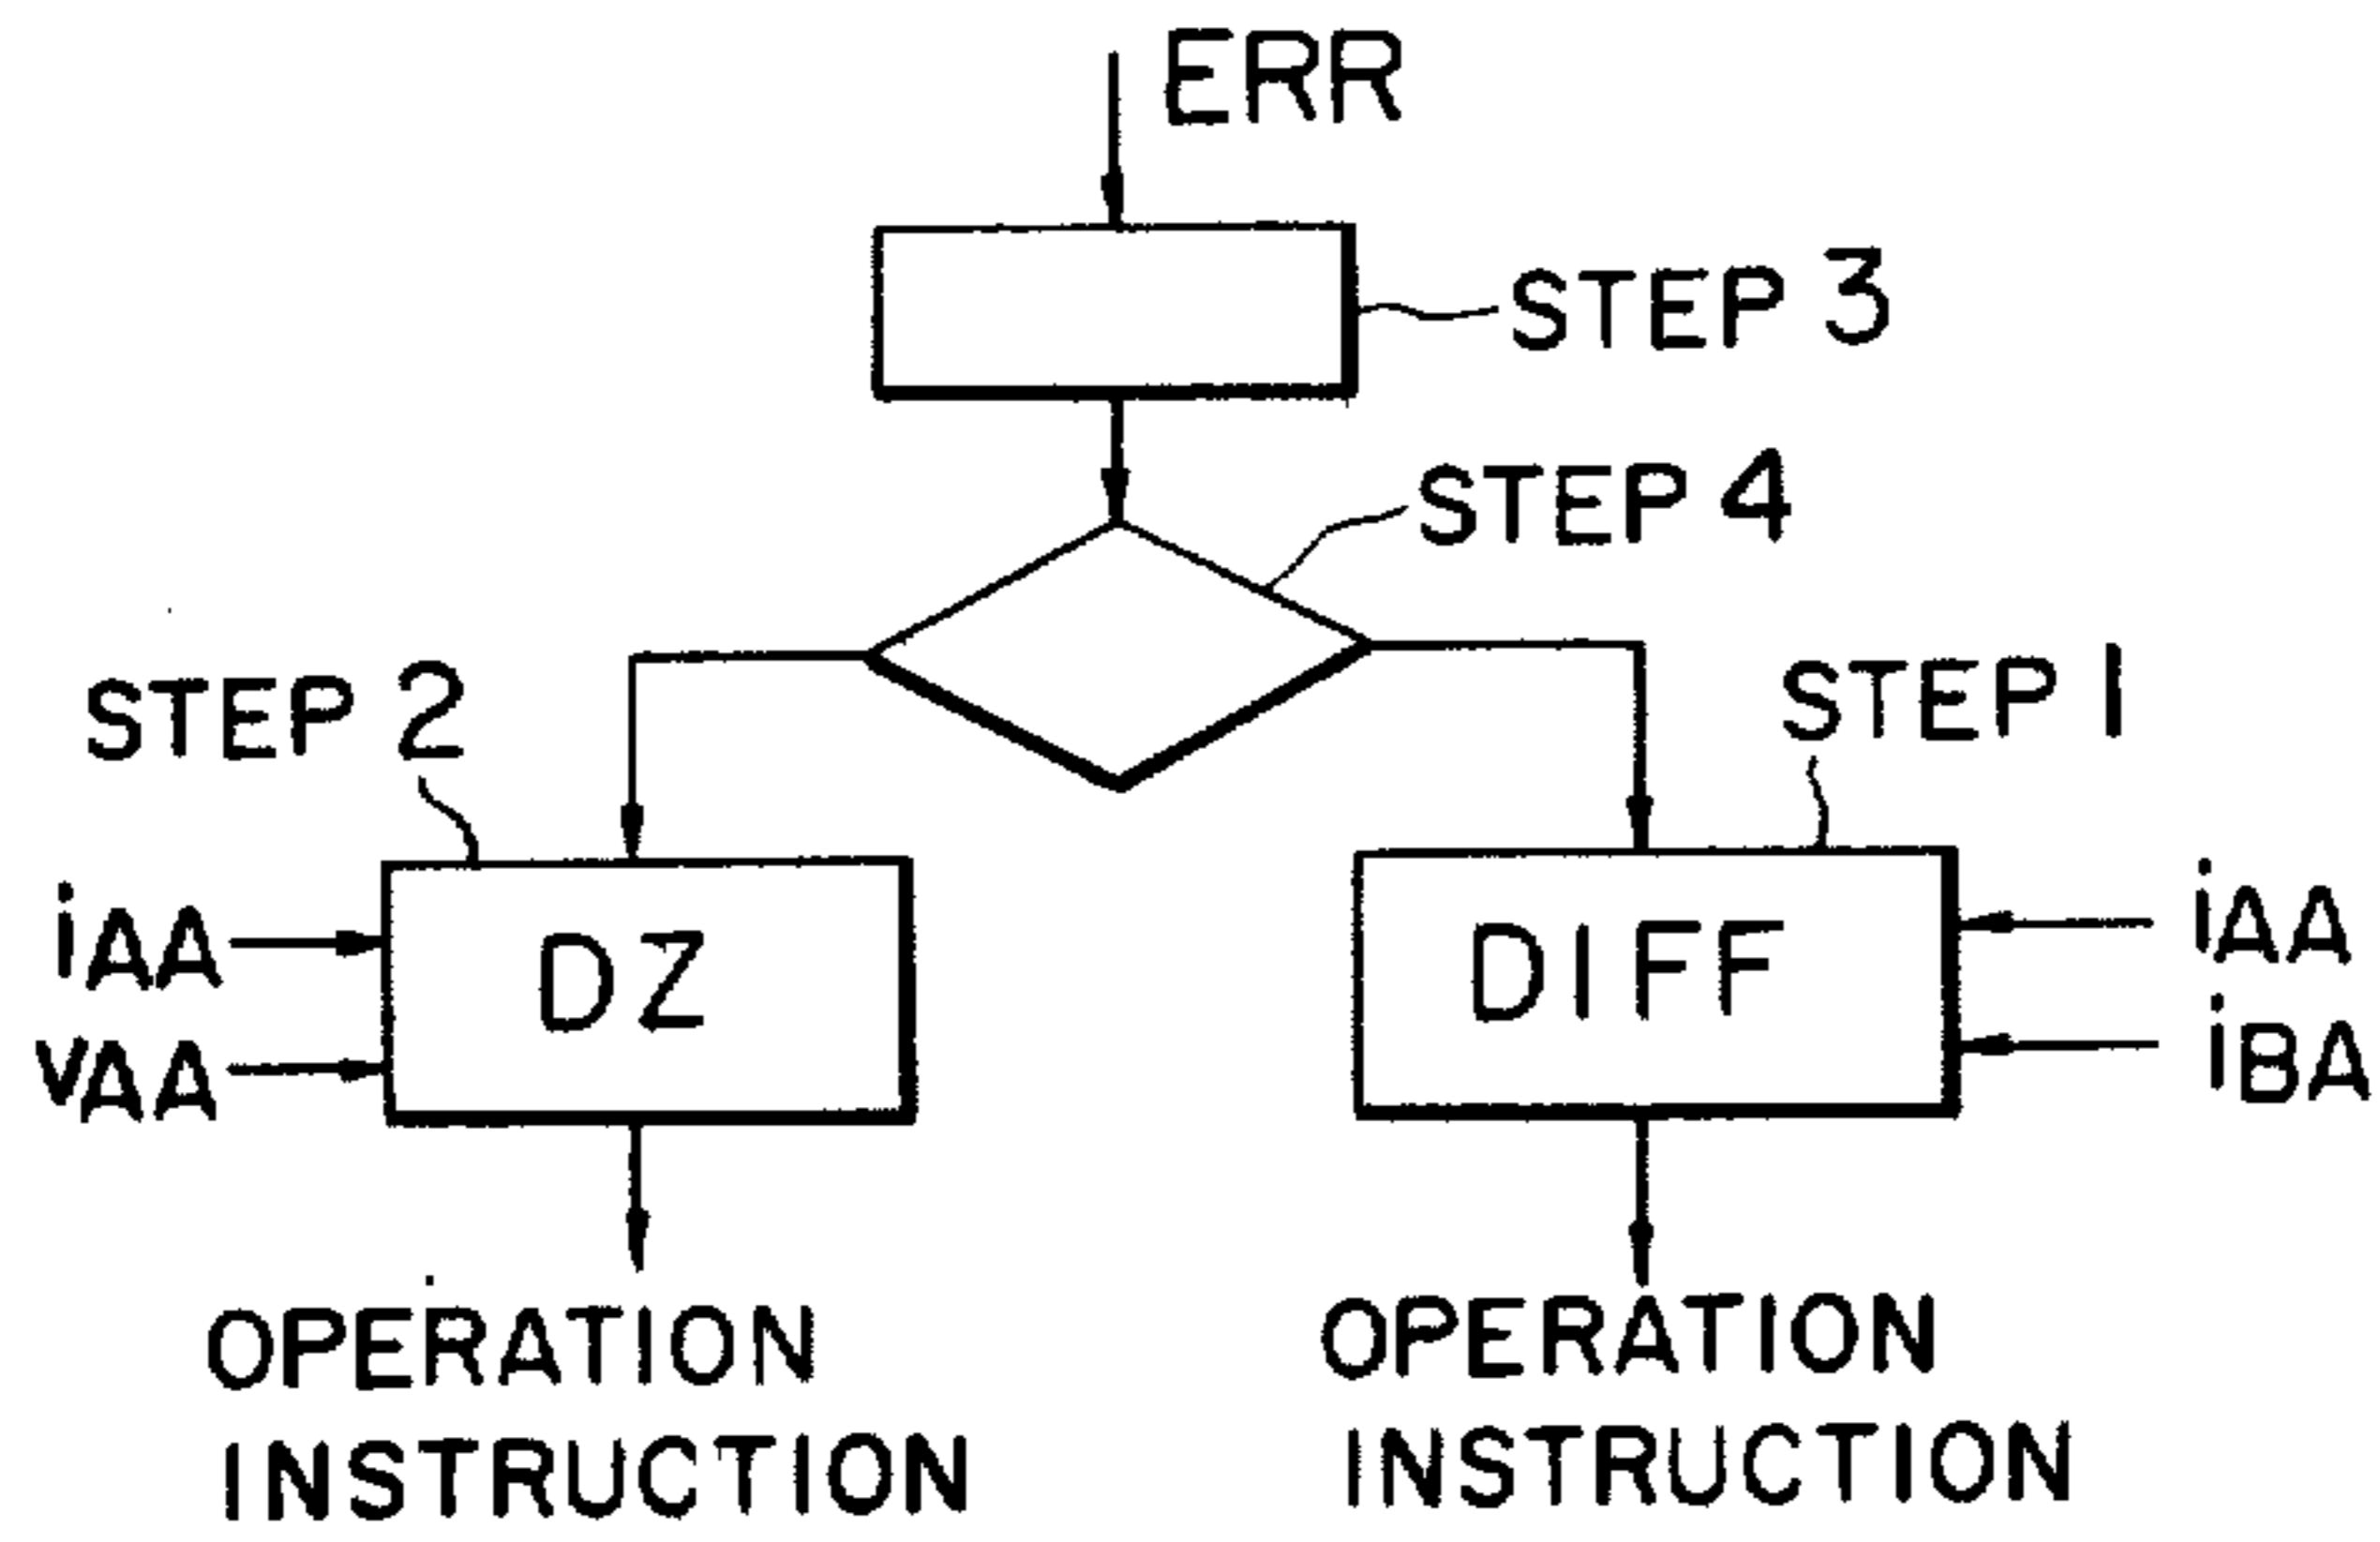 ERR
STEP 3
STEP 4
STEP 2
STEP 1
iAA
DZ
DIFF
iAA
vAA
iBA
OPERATION
INSTRUCTION
OPERATION
INSTRUCTION